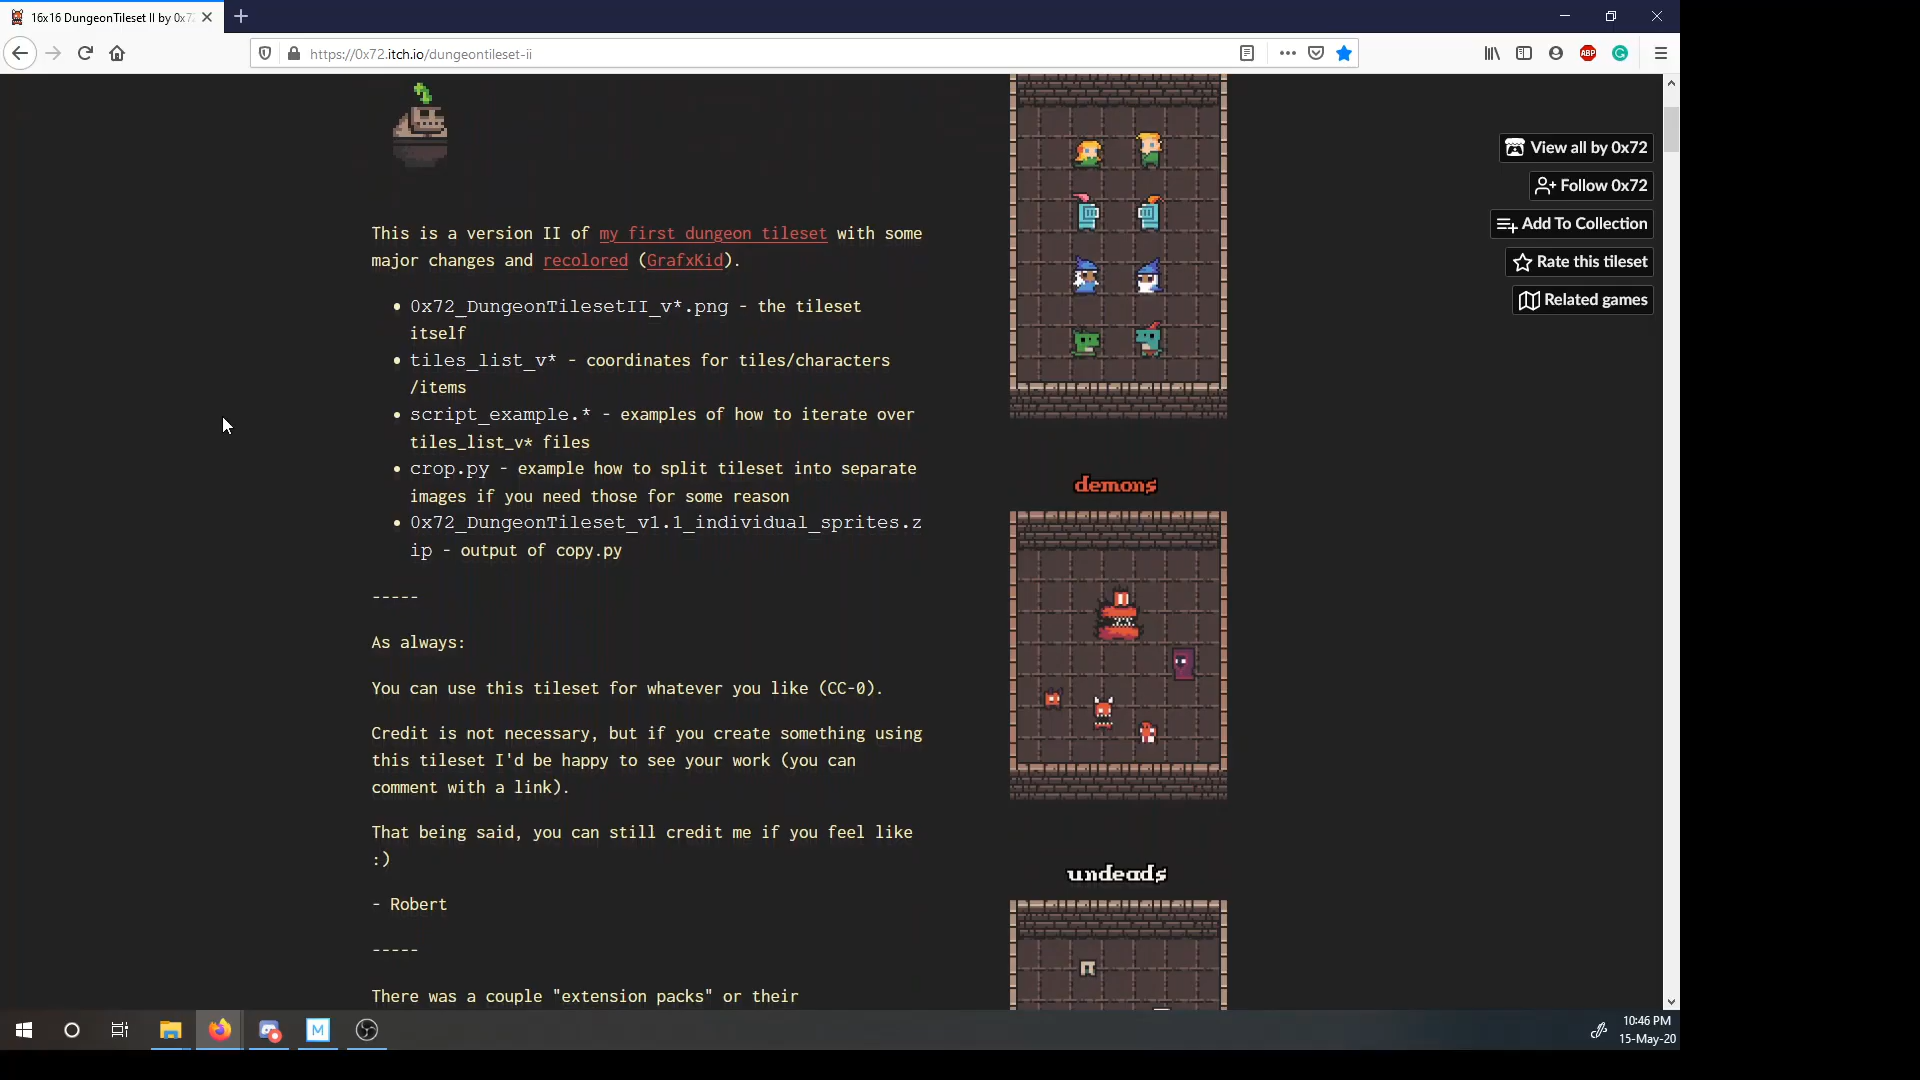 16x16 DungeonTileset II by 0x72
https://0x72.itch.io/dungeontileset-ii
ABP
View all by 0x72
Follow 0x72
Add To Collection
Rate this tileset
Related games
This is a version II of my first dungeon tileset with some
major changes and recolored (GrafxKid).
• 0x72_DungeonTilesetII_v*.png - the tileset
itself
• tiles_list_v* - coordinates for tiles/characters
/items
• script_example.* - examples of how to iterate over
tiles_list_v* files
• crop.py - example how to split tileset into separate
images if you need those for some reason
• 0x72_DungeonTileset_v1.1_individual_sprites.z
ip - output of copy.py
-----
As always:
You can use this tileset for whatever you like (CC-0).
Credit is not necessary, but if you create something using
this tileset I'd be happy to see your work (you can
comment with a link).
That being said, you can still credit me if you feel like
:)
- Robert
-----
There was a couple "extension packs" or their
demons
undeads
M
10:46 PM
15-May-20